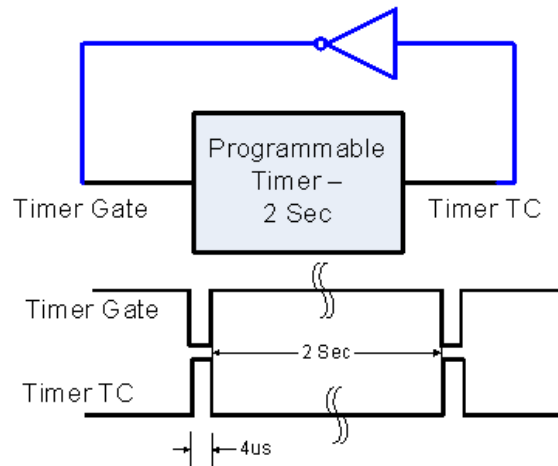 Programmable
Timer –
2 Sec
Timer Gate
Timer TC
Timer Gate
2 Sec
Timer TC
4us